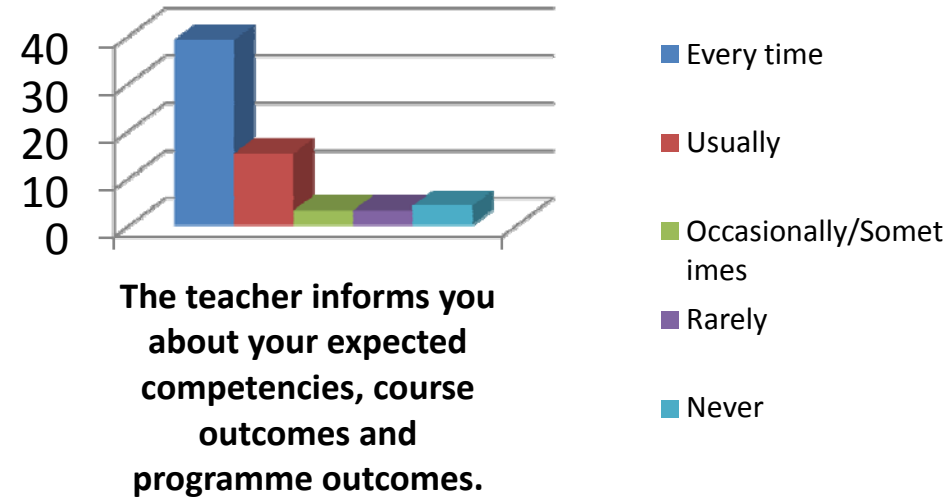 40
30
20
10
0
The teacher informs you
about your expected
competencies, course
outcomes and
programme outcomes.
Every time
Usually
Occasionally/Somet
imes
Rarely
Never